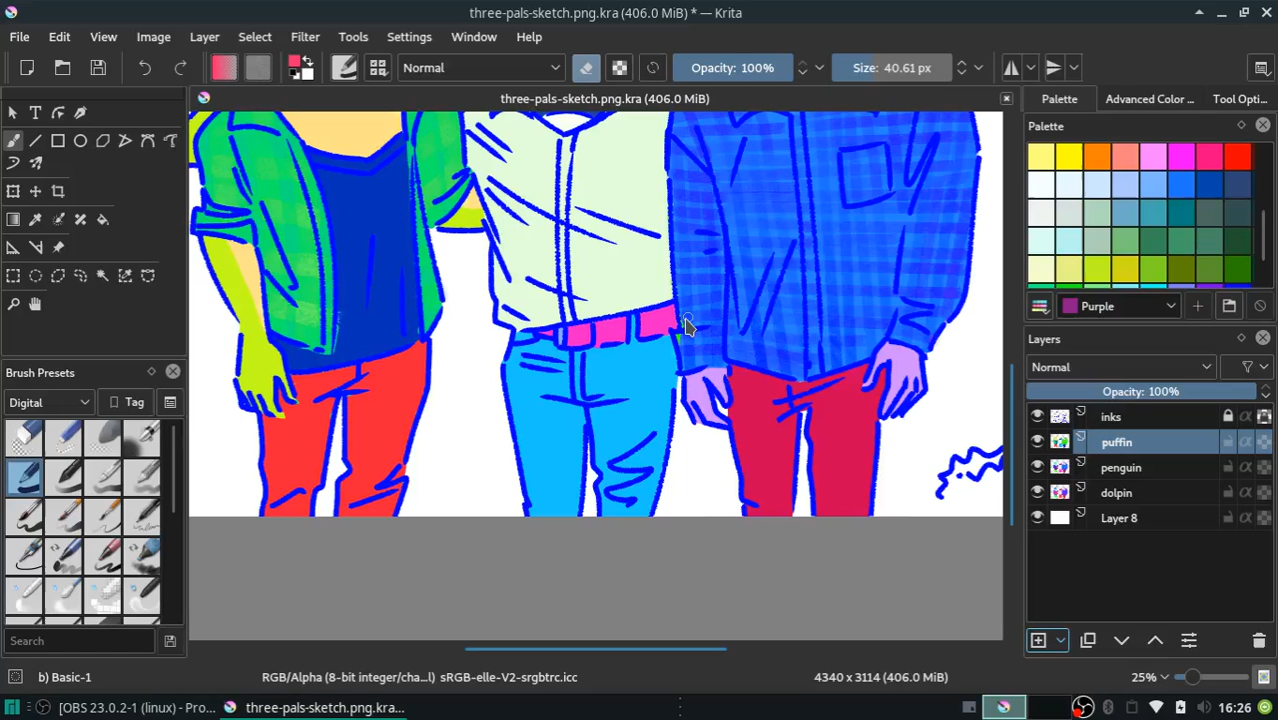 three-pals-sketch.png.kra (406.0 MiB) * — Krita
File Edit View Image Layer Select Filter Tools Settings Window Help
Normal
Opacity: 100%
Size: 40.61 px
three-pals-sketch.png.kra (406.0 MiB)
Palette
Advanced Color ...
Tool Opti...
Palette
Purple
Layers
Normal
Opacity: 100%
inks
puffin
penguin
dolpin
Layer 8
Brush Presets
Digital
Tag
Search
b) Basic-1
RGB/Alpha (8-bit integer/cha...l) sRGB-elle-V2-srgbtrc.icc
4340 x 3114 (406.0 MiB)
25%
[OBS 23.0.2-1 (linux) - Pro...
three-pals-sketch.png.kra...
16:26